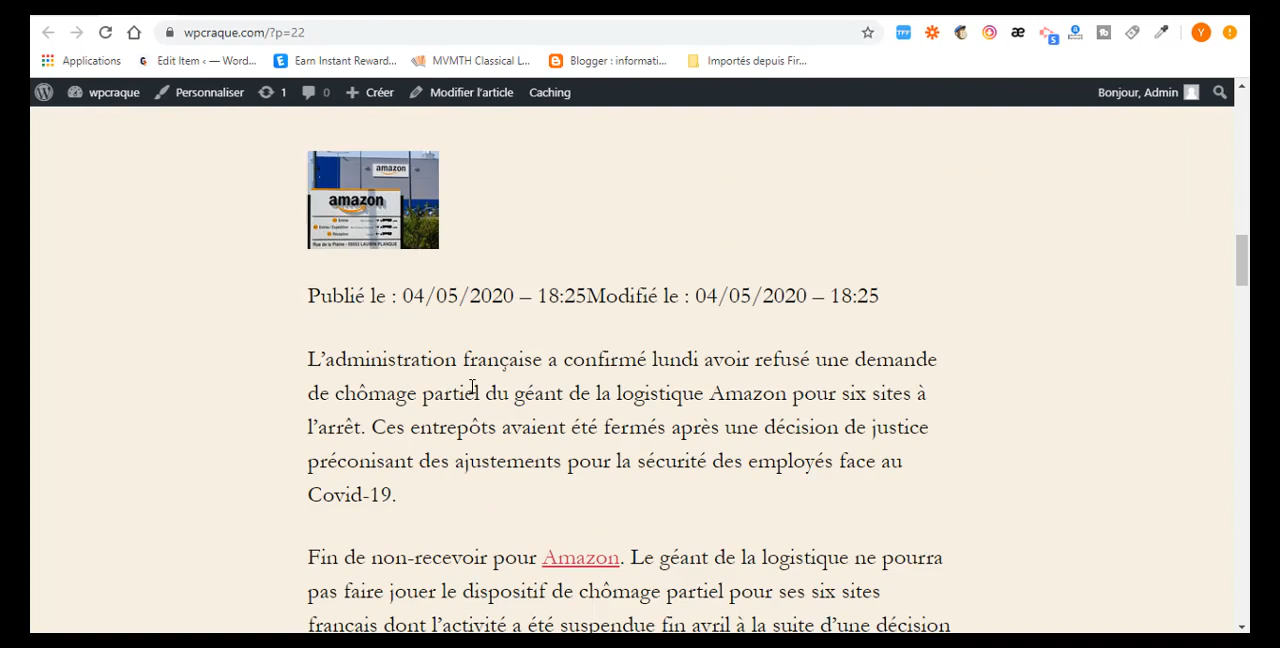 wpcraque.com/?p=22
Applications Edit Item ‹ — Word... Earn Instant Reward... MVMTH Classical L... Blogger : informati... Importés depuis Fir...
wpcraque Personnaliser 1 0 Créer Modifier l'article Caching Bonjour, Admin
amazon
amazon
Publié le : 04/05/2020 – 18:25Modifié le : 04/05/2020 – 18:25
L’administration française a confirmé lundi avoir refusé une demande
de chômage partiel du géant de la logistique Amazon pour six sites à
l’arrêt. Ces entrepôts avaient été fermés après une décision de justice
préconisant des ajustements pour la sécurité des employés face au
Covid-19.
Fin de non-recevoir pour Amazon. Le géant de la logistique ne pourra
pas faire jouer le dispositif de chômage partiel pour ses six sites
français dont l’activité a été suspendue fin avril à la suite d’une décision